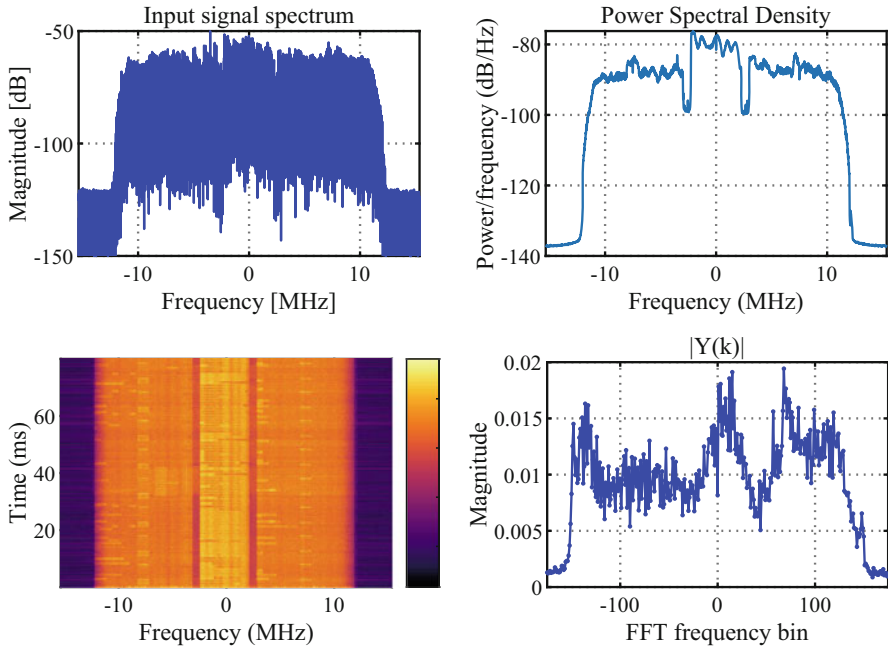 Input signal spectrum
Magnitude [dB]
-50
-100
-150
-10
0
10
Frequency [MHz]
Power Spectral Density
Power/frequency (dB/Hz)
-80
-100
-120
-140
-10
0
10
Frequency (MHz)
Time (ms)
60
40
20
-10
0
10
Frequency (MHz)
|Y(k)|
Magnitude
0.02
0.015
0.01
0.005
0
-100
0
100
FFT frequency bin